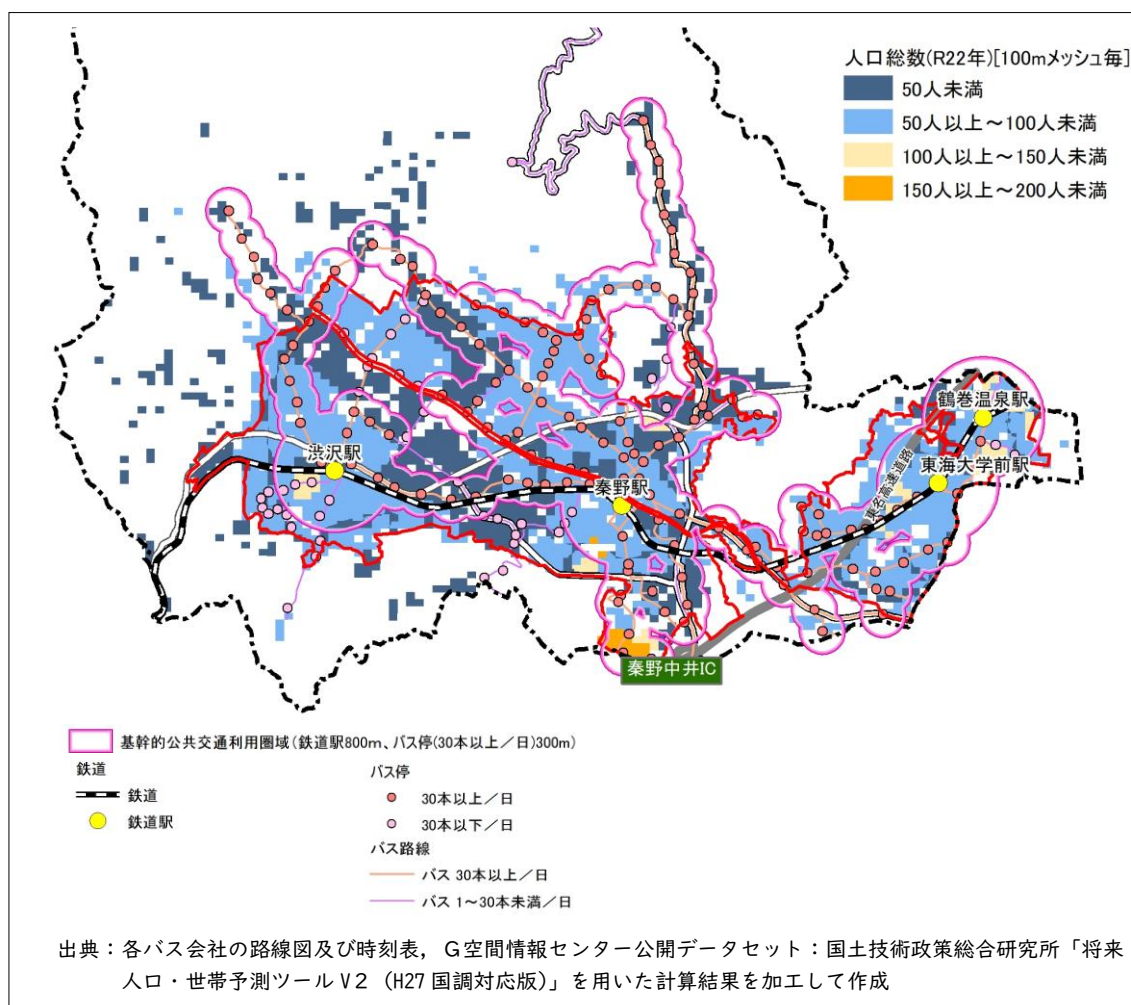 人口総数(R22年)[100mメッシュ毎]
50人未満
50人以上～100人未満
100人以上～150人未満
150人以上～200人未満
鶴巻温泉駅
東海大学前駅
東名高速道路
渋沢駅
秦野駅
秦野中井IC
基幹的公共交通利用圏域(鉄道駅800m、バス停(30本以上／日)300m)
鉄道
鉄道
鉄道駅
バス停
30本以上／日
30本以下／日
バス路線
バス 30本以上／日
バス 1～30本未満／日
出典：各バス会社の路線図及び時刻表，Ｇ空間情報センター公開データセット：国土技術政策総合研究所「将来
人口・世帯予測ツールＶ２（H27国調対応版）」を用いた計算結果を加工して作成